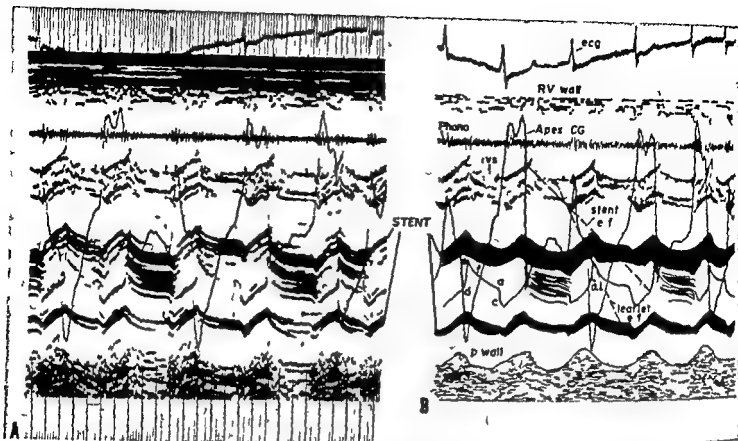 A
STENT
B
ecg
RV wall
Phono
Apex CG
IVS
stent
e f
d
a
c
leaflet
e f
p wall